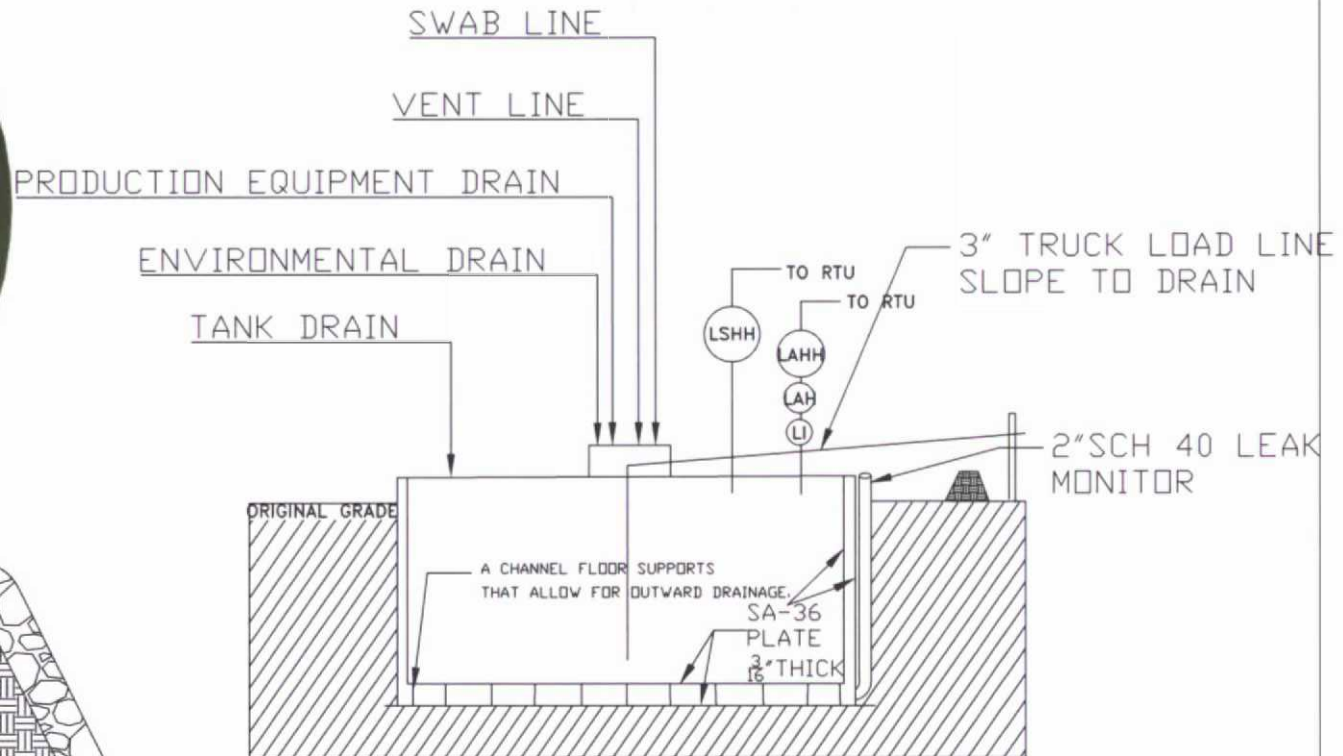 SWAB LINE
VENT LINE
PRODUCTION EQUIPMENT DRAIN
ENVIRONMENTAL DRAIN
TANK DRAIN
TO RTU
TO RTU
3" TRUCK LOAD LINE
SLOPE TO DRAIN
LSHH
LAHH
LAH
LI
2"SCH 40 LEAK
MONITOR
ORIGINAL GRADE
A CHANNEL FLOOR SUPPORTS
THAT ALLOW FOR OUTWARD DRAINAGE.
SA-36
PLATE
3/16"THICK